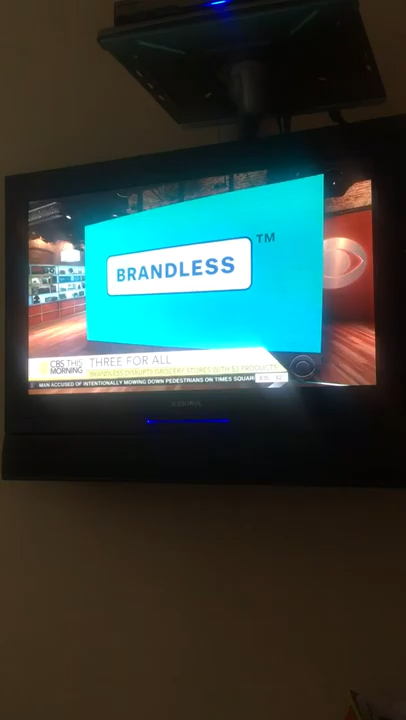 BRANDLESS
TM
CBS THIS
MORNING
THREE FOR ALL
BRANDLESS DISRUPTS GROCERY STORES WITH $3 PRODUCTS
MAN ACCUSED OF INTENTIONALLY MOWING DOWN PEDESTRIANS ON TIMES SQUAR